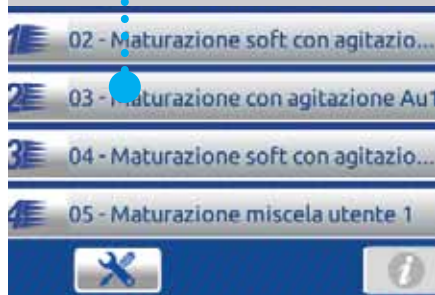 1 02 - Maturazione soft con agitazio...
2 03 - Maturazione con agitazione Au1
3 04 - Maturazione soft con agitazio...
4 05 - Maturazione miscela utente 1
i